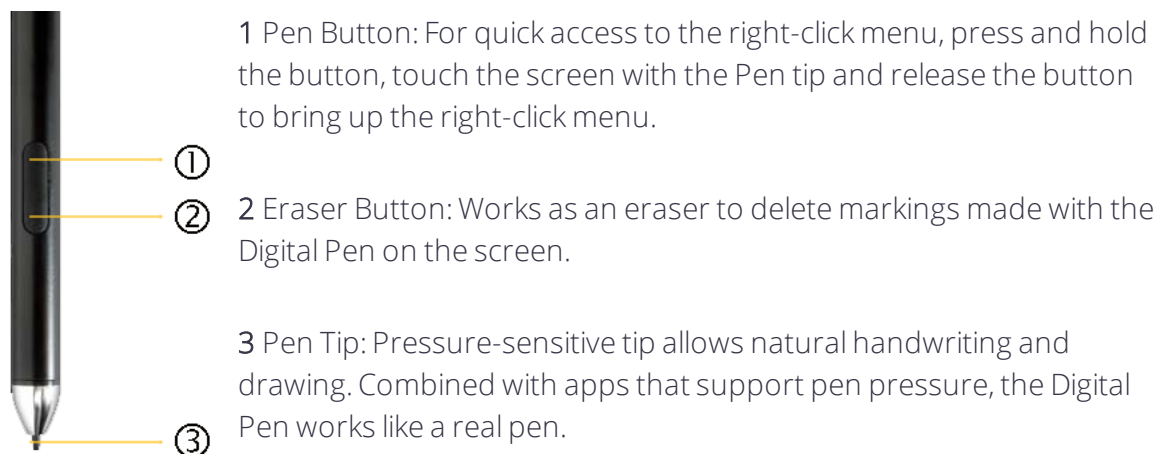 1 Pen Button: For quick access to the right-click menu, press and hold
the button, touch the screen with the Pen tip and release the button
to bring up the right-click menu.
①
② 2 Eraser Button: Works as an eraser to delete markings made with the
Digital Pen on the screen.
3 Pen Tip: Pressure-sensitive tip allows natural handwriting and
drawing. Combined with apps that support pen pressure, the Digital
Pen works like a real pen.
③